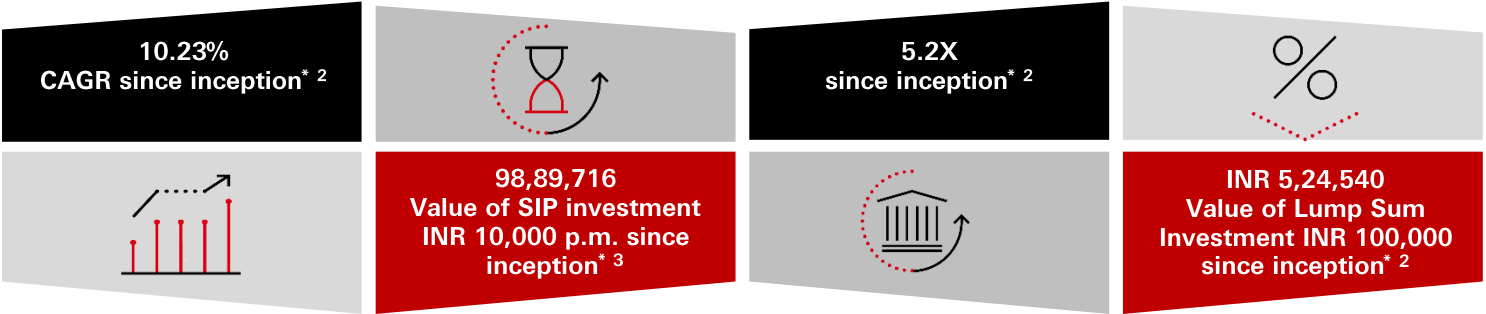 10.23%
CAGR since inception* 2
5.2X
since inception* 2
98,89,716
Value of SIP investment
INR 10,000 p.m. since
inception* 3
INR 5,24,540
Value of Lump Sum
Investment INR 100,000
since inception* 2